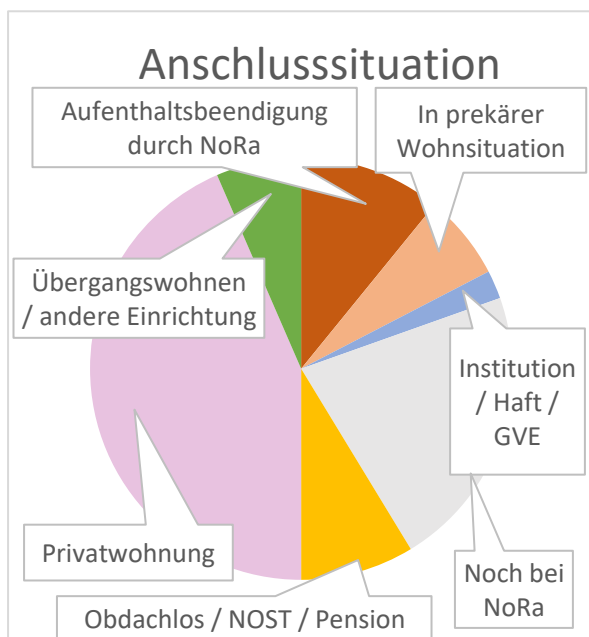 Anschlusssituation
Aufenthaltsbeendigung
durch NoRa
In prekärer
Wohnsituation
Übergangswohnen
/ andere Einrichtung
Institution
/ Haft /
GVE
Privatwohnung
Noch bei
NoRa
Obdachlos / NOST / Pension